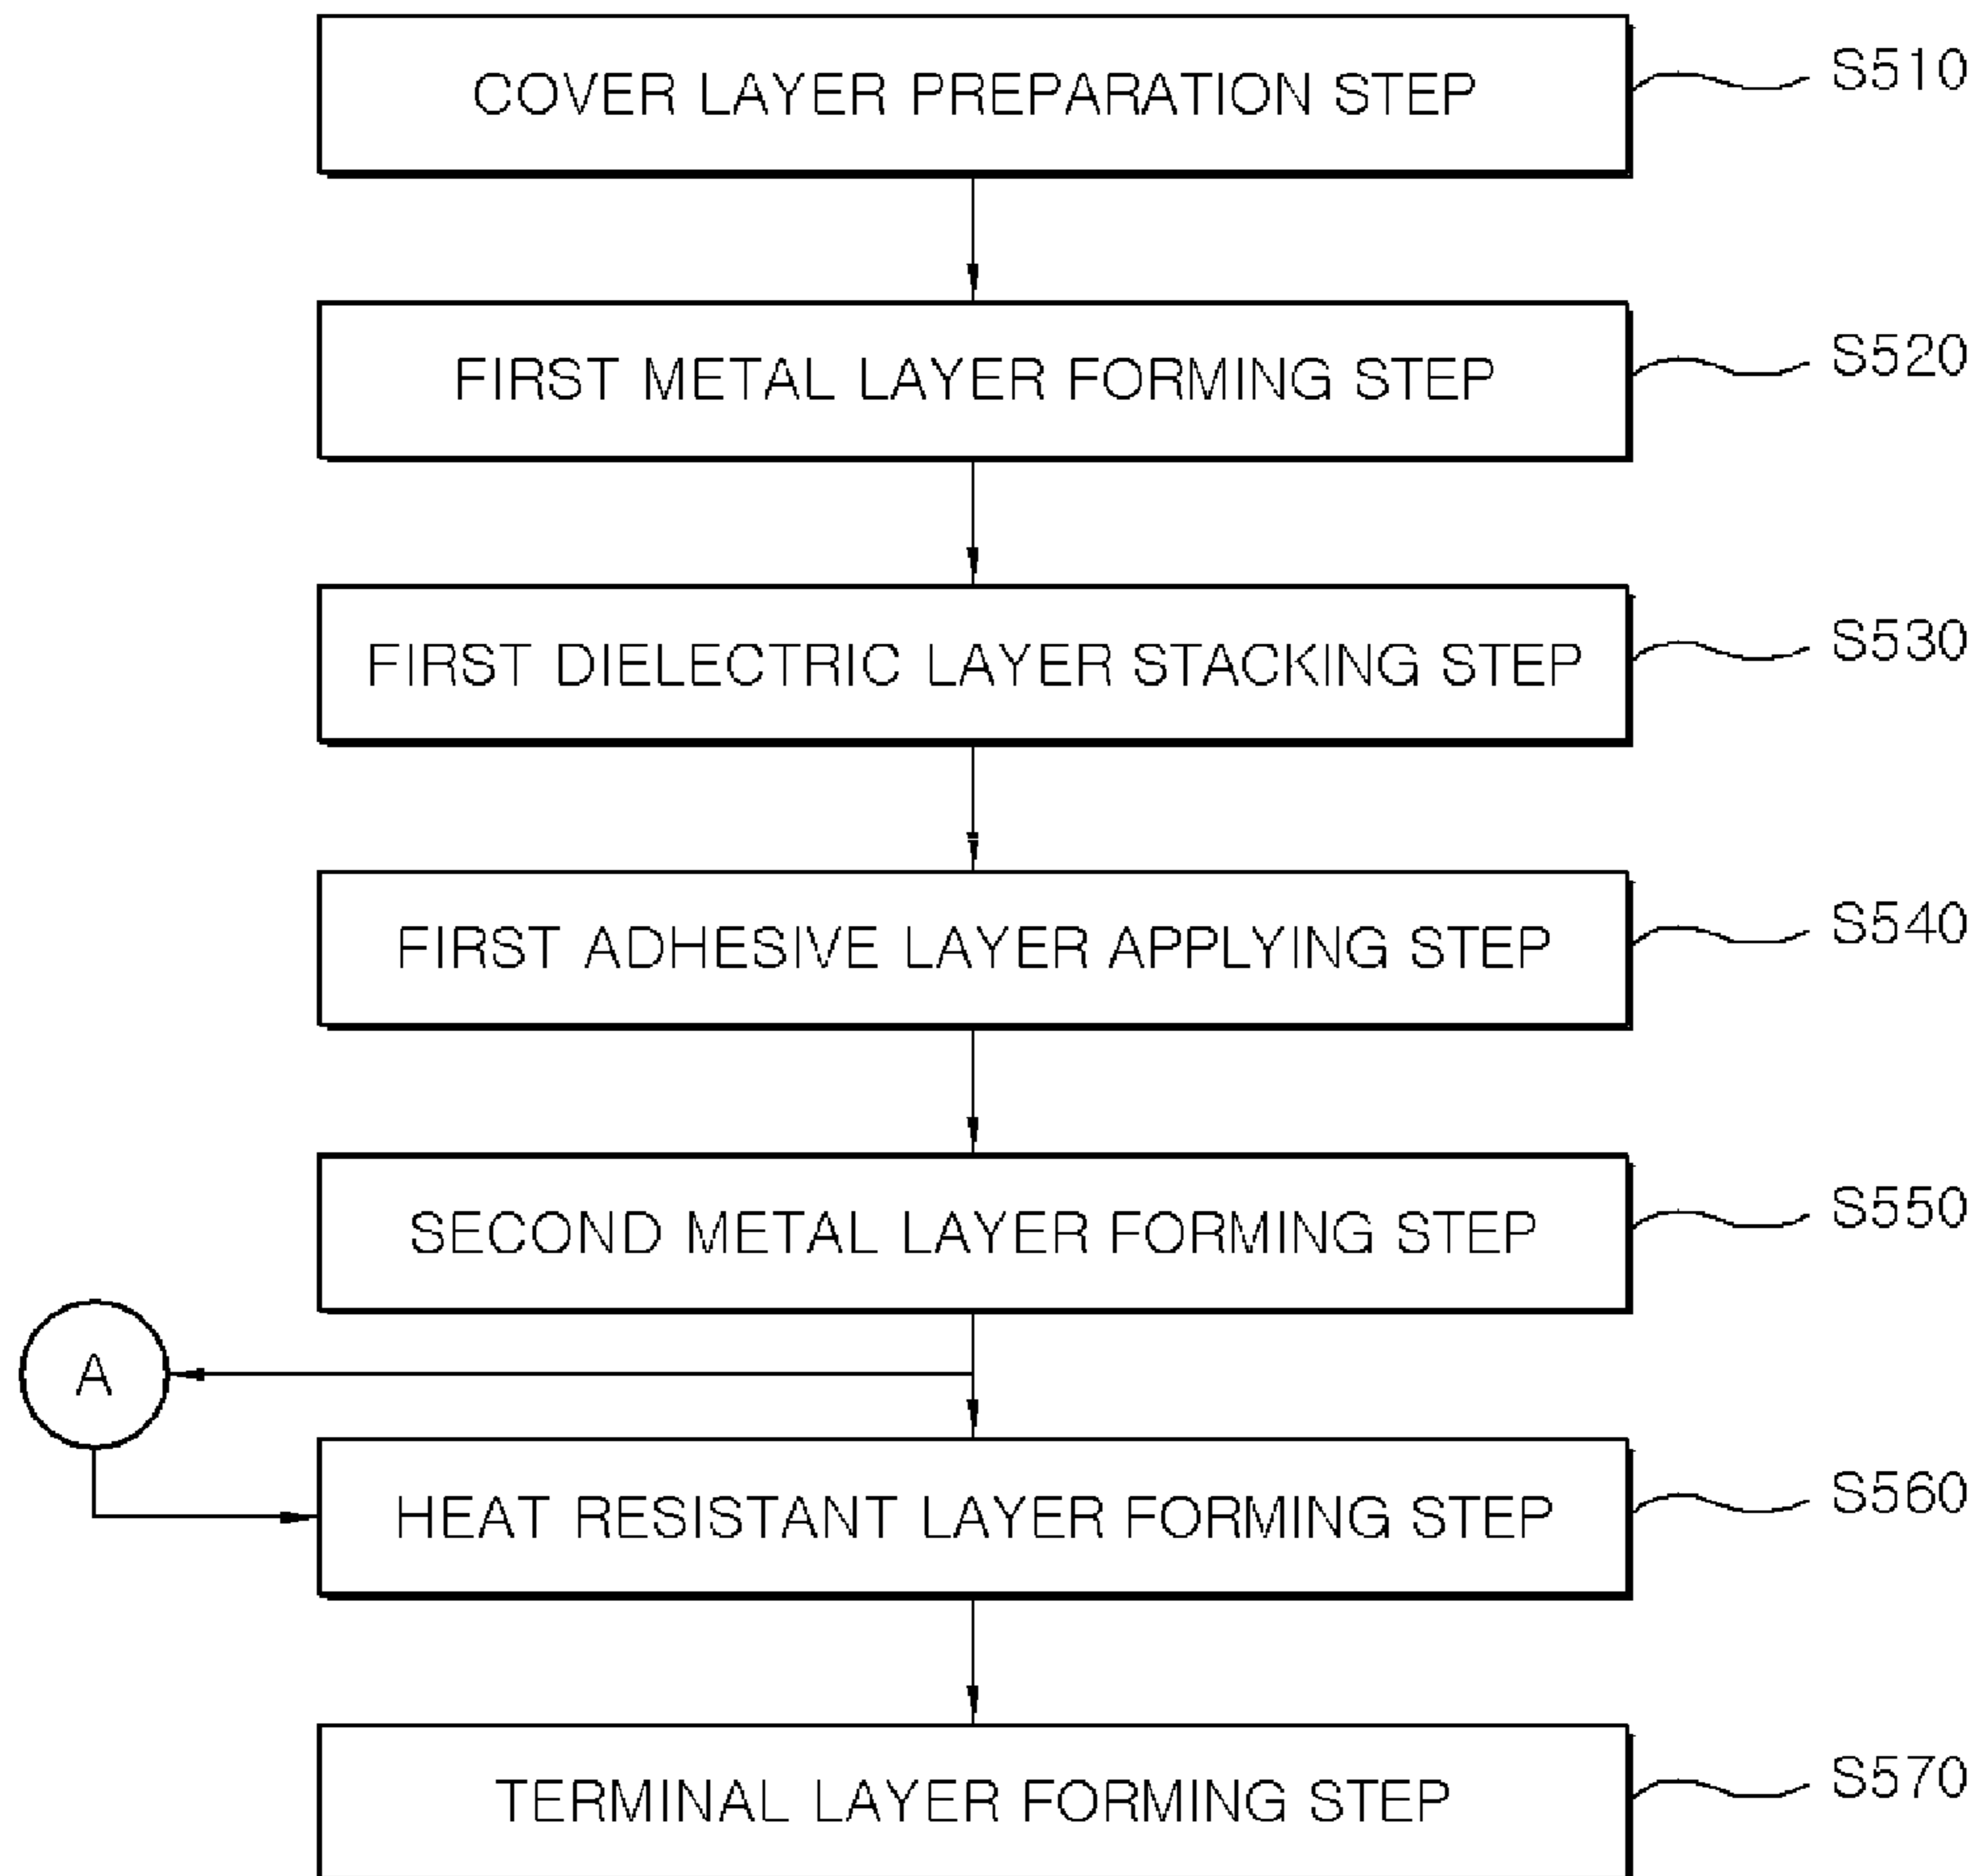 COVER LAYER PREPARATION STEP
S510
FIRST METAL LAYER FORMING STEP
S520
FIRST DIELECTRIC LAYER STACKING STEP
S530
FIRST ADHESIVE LAYER APPLYING STEP
S540
SECOND METAL LAYER FORMING STEP
S550
A
HEAT RESISTANT LAYER FORMING STEP
S560
TERMINAL LAYER FORMING STEP
S570